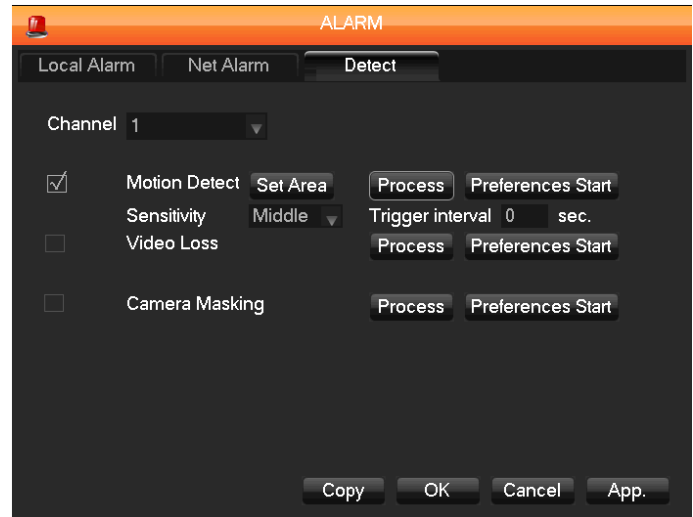 ALARM
Local Alarm Net Alarm Detect
Channel 1
Motion Detect Set Area Process Preferences Start
Sensitivity Middle Trigger interval 0 sec.
Video Loss Process Preferences Start
Camera Masking Process Preferences Start
Copy OK Cancel App.